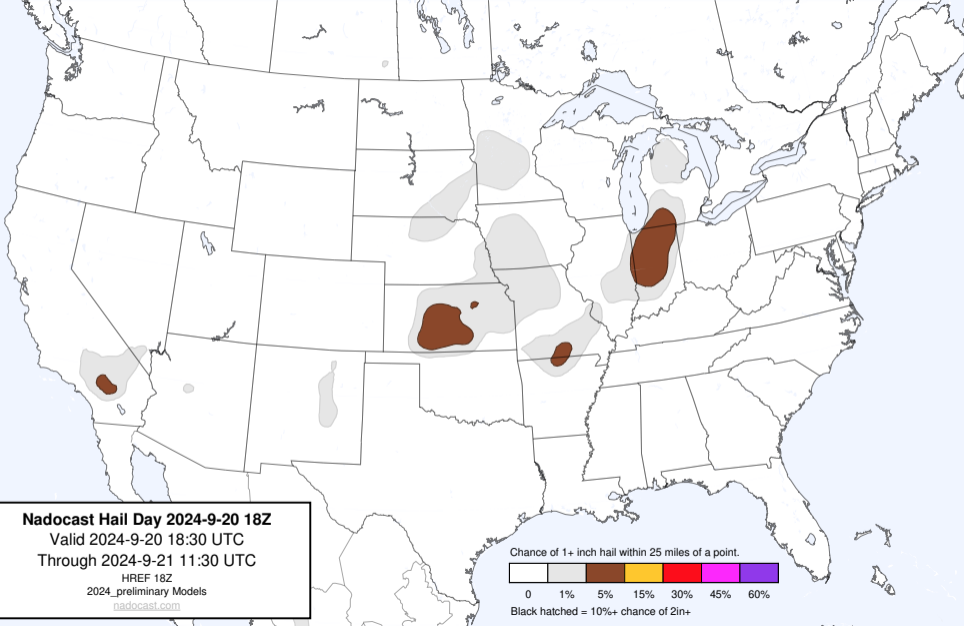 Nadocast Hail Day 2024-9-20 18Z
Valid 2024-9-20 18:30 UTC
Through 2024-9-21 11:30 UTC
HREF 18Z
2024_preliminary Models
nadocast.com
Chance of 1+ inch hail within 25 miles of a point.
0 1% 5% 15% 30% 45% 60%
Black hatched = 10%+ chance of 2in+